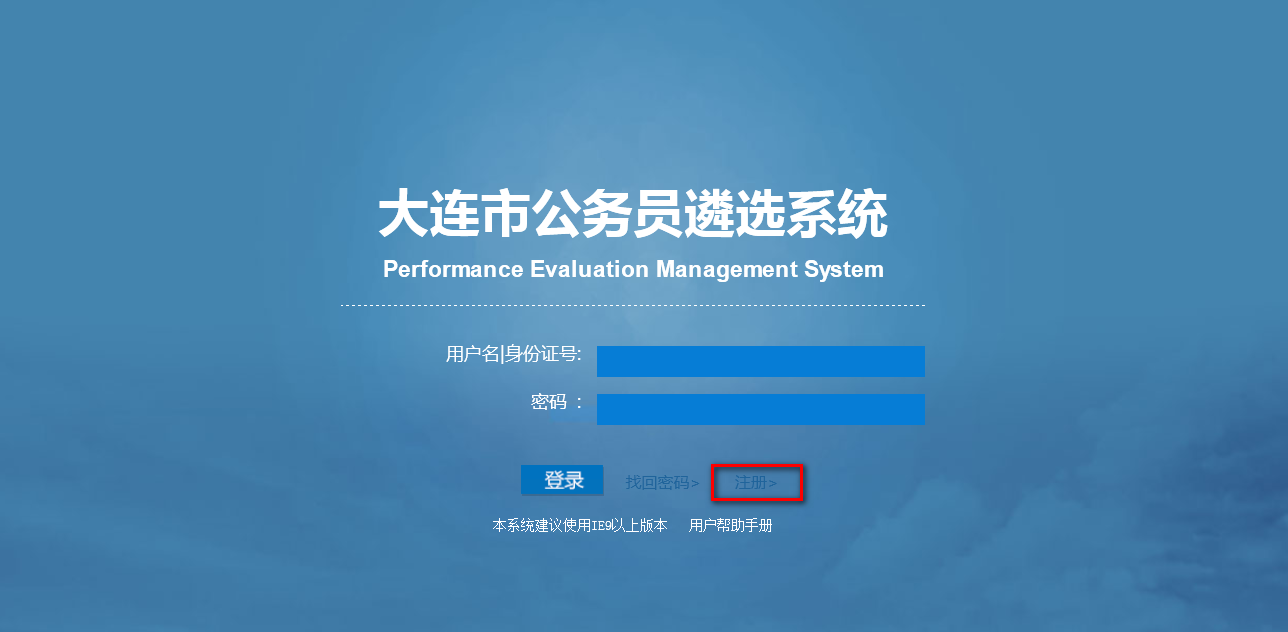 大连市公务员遴选系统
Performance Evaluation Management System
用户名|身份证号:
密码 ：
登录 找回密码> 注册>
本系统建议使用IE9以上版本 用户帮助手册